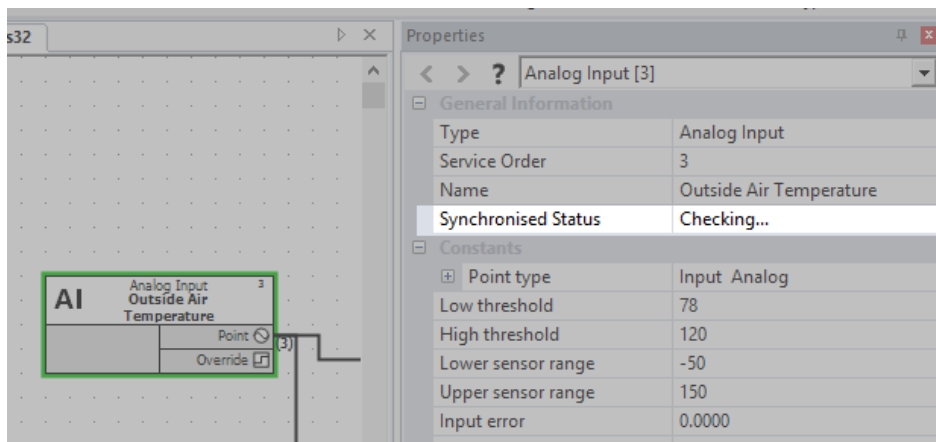 s32
Properties
? Analog Input [3]
General Information
Type Analog Input
Service Order 3
Name Outside Air Temperature
Synchronised Status Checking...
Constants
Point type Input Analog
Low threshold 78
High threshold 120
Lower sensor range -50
Upper sensor range 150
Input error 0.0000
Analog Input 3
AI Outside Air
Temperature
Point
(3)
Override